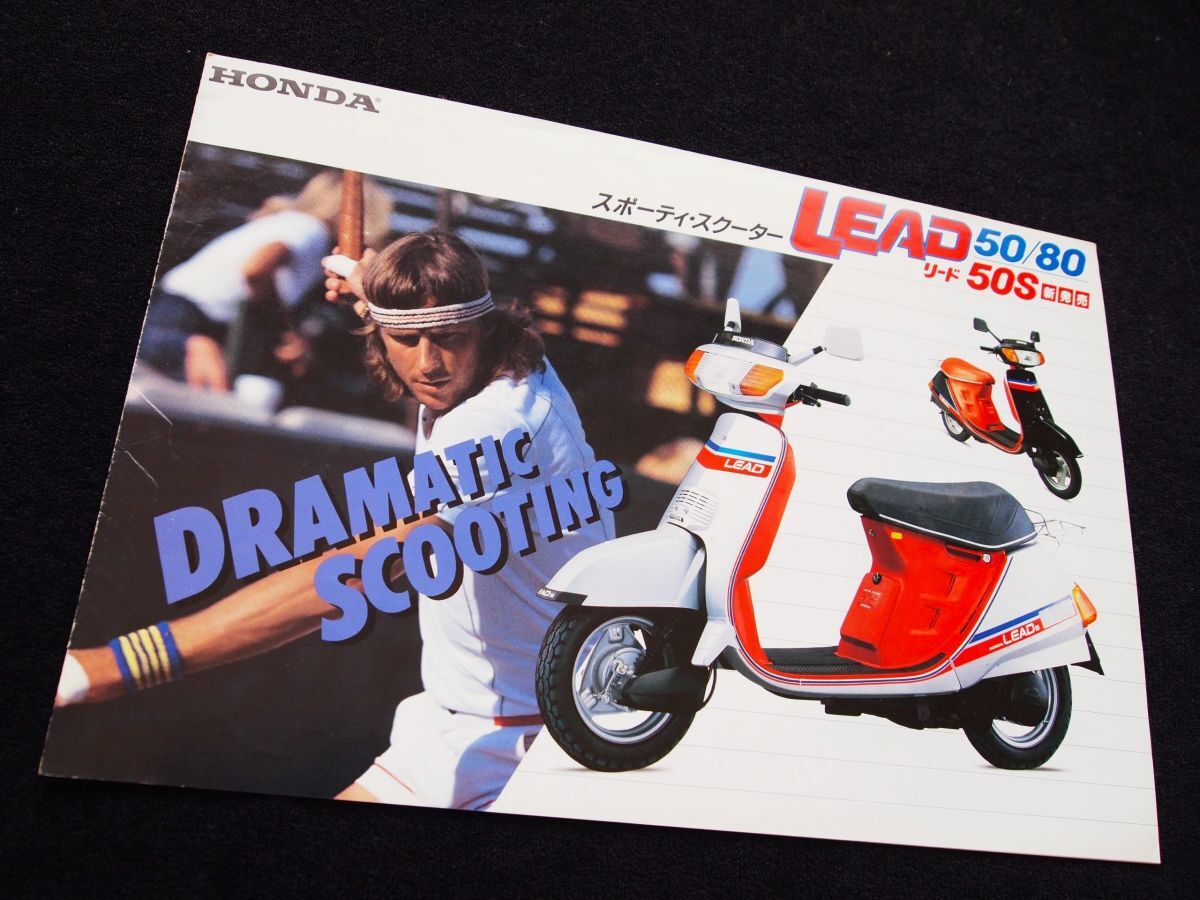 HONDA
スポーティ・スクーター LEAD 50/80
リード 50S 新発売
DRAMATIC
SCOOTING
HONDA
LEAD
LEAD